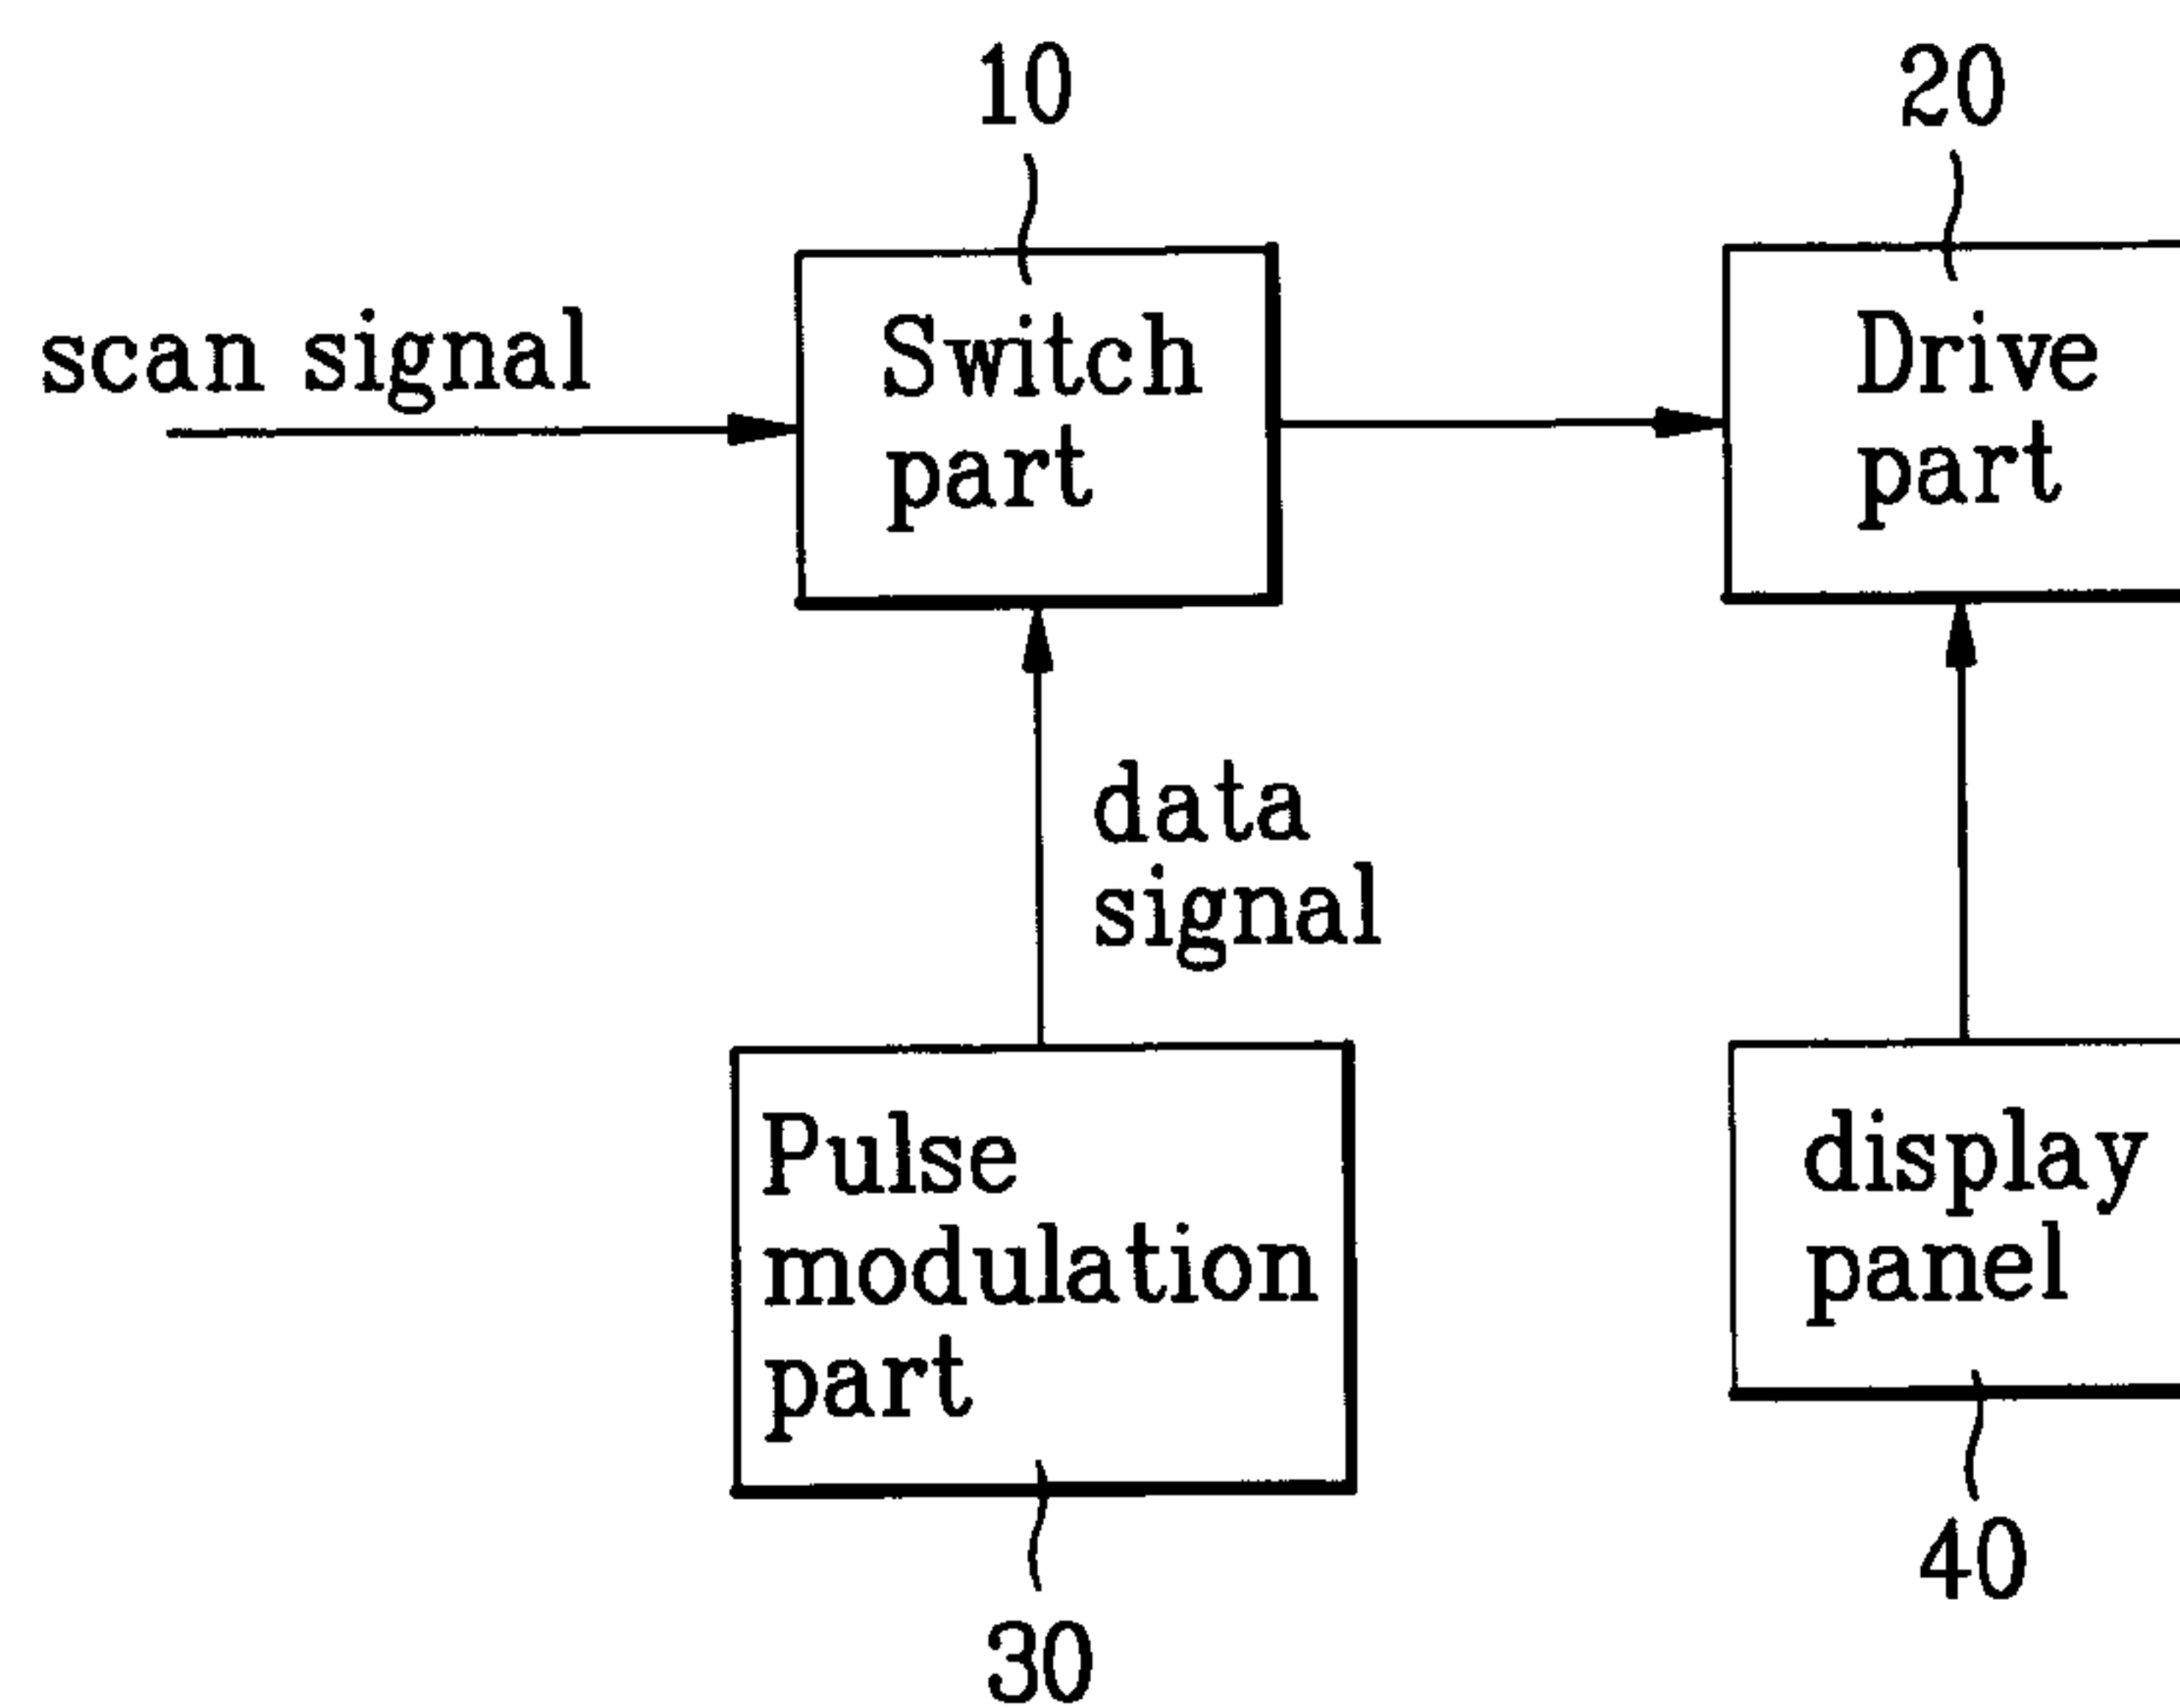 10
20
scan signal
Switch
part
Drive
part
data
signal
Pulse
modulation
part
display
panel
40
30